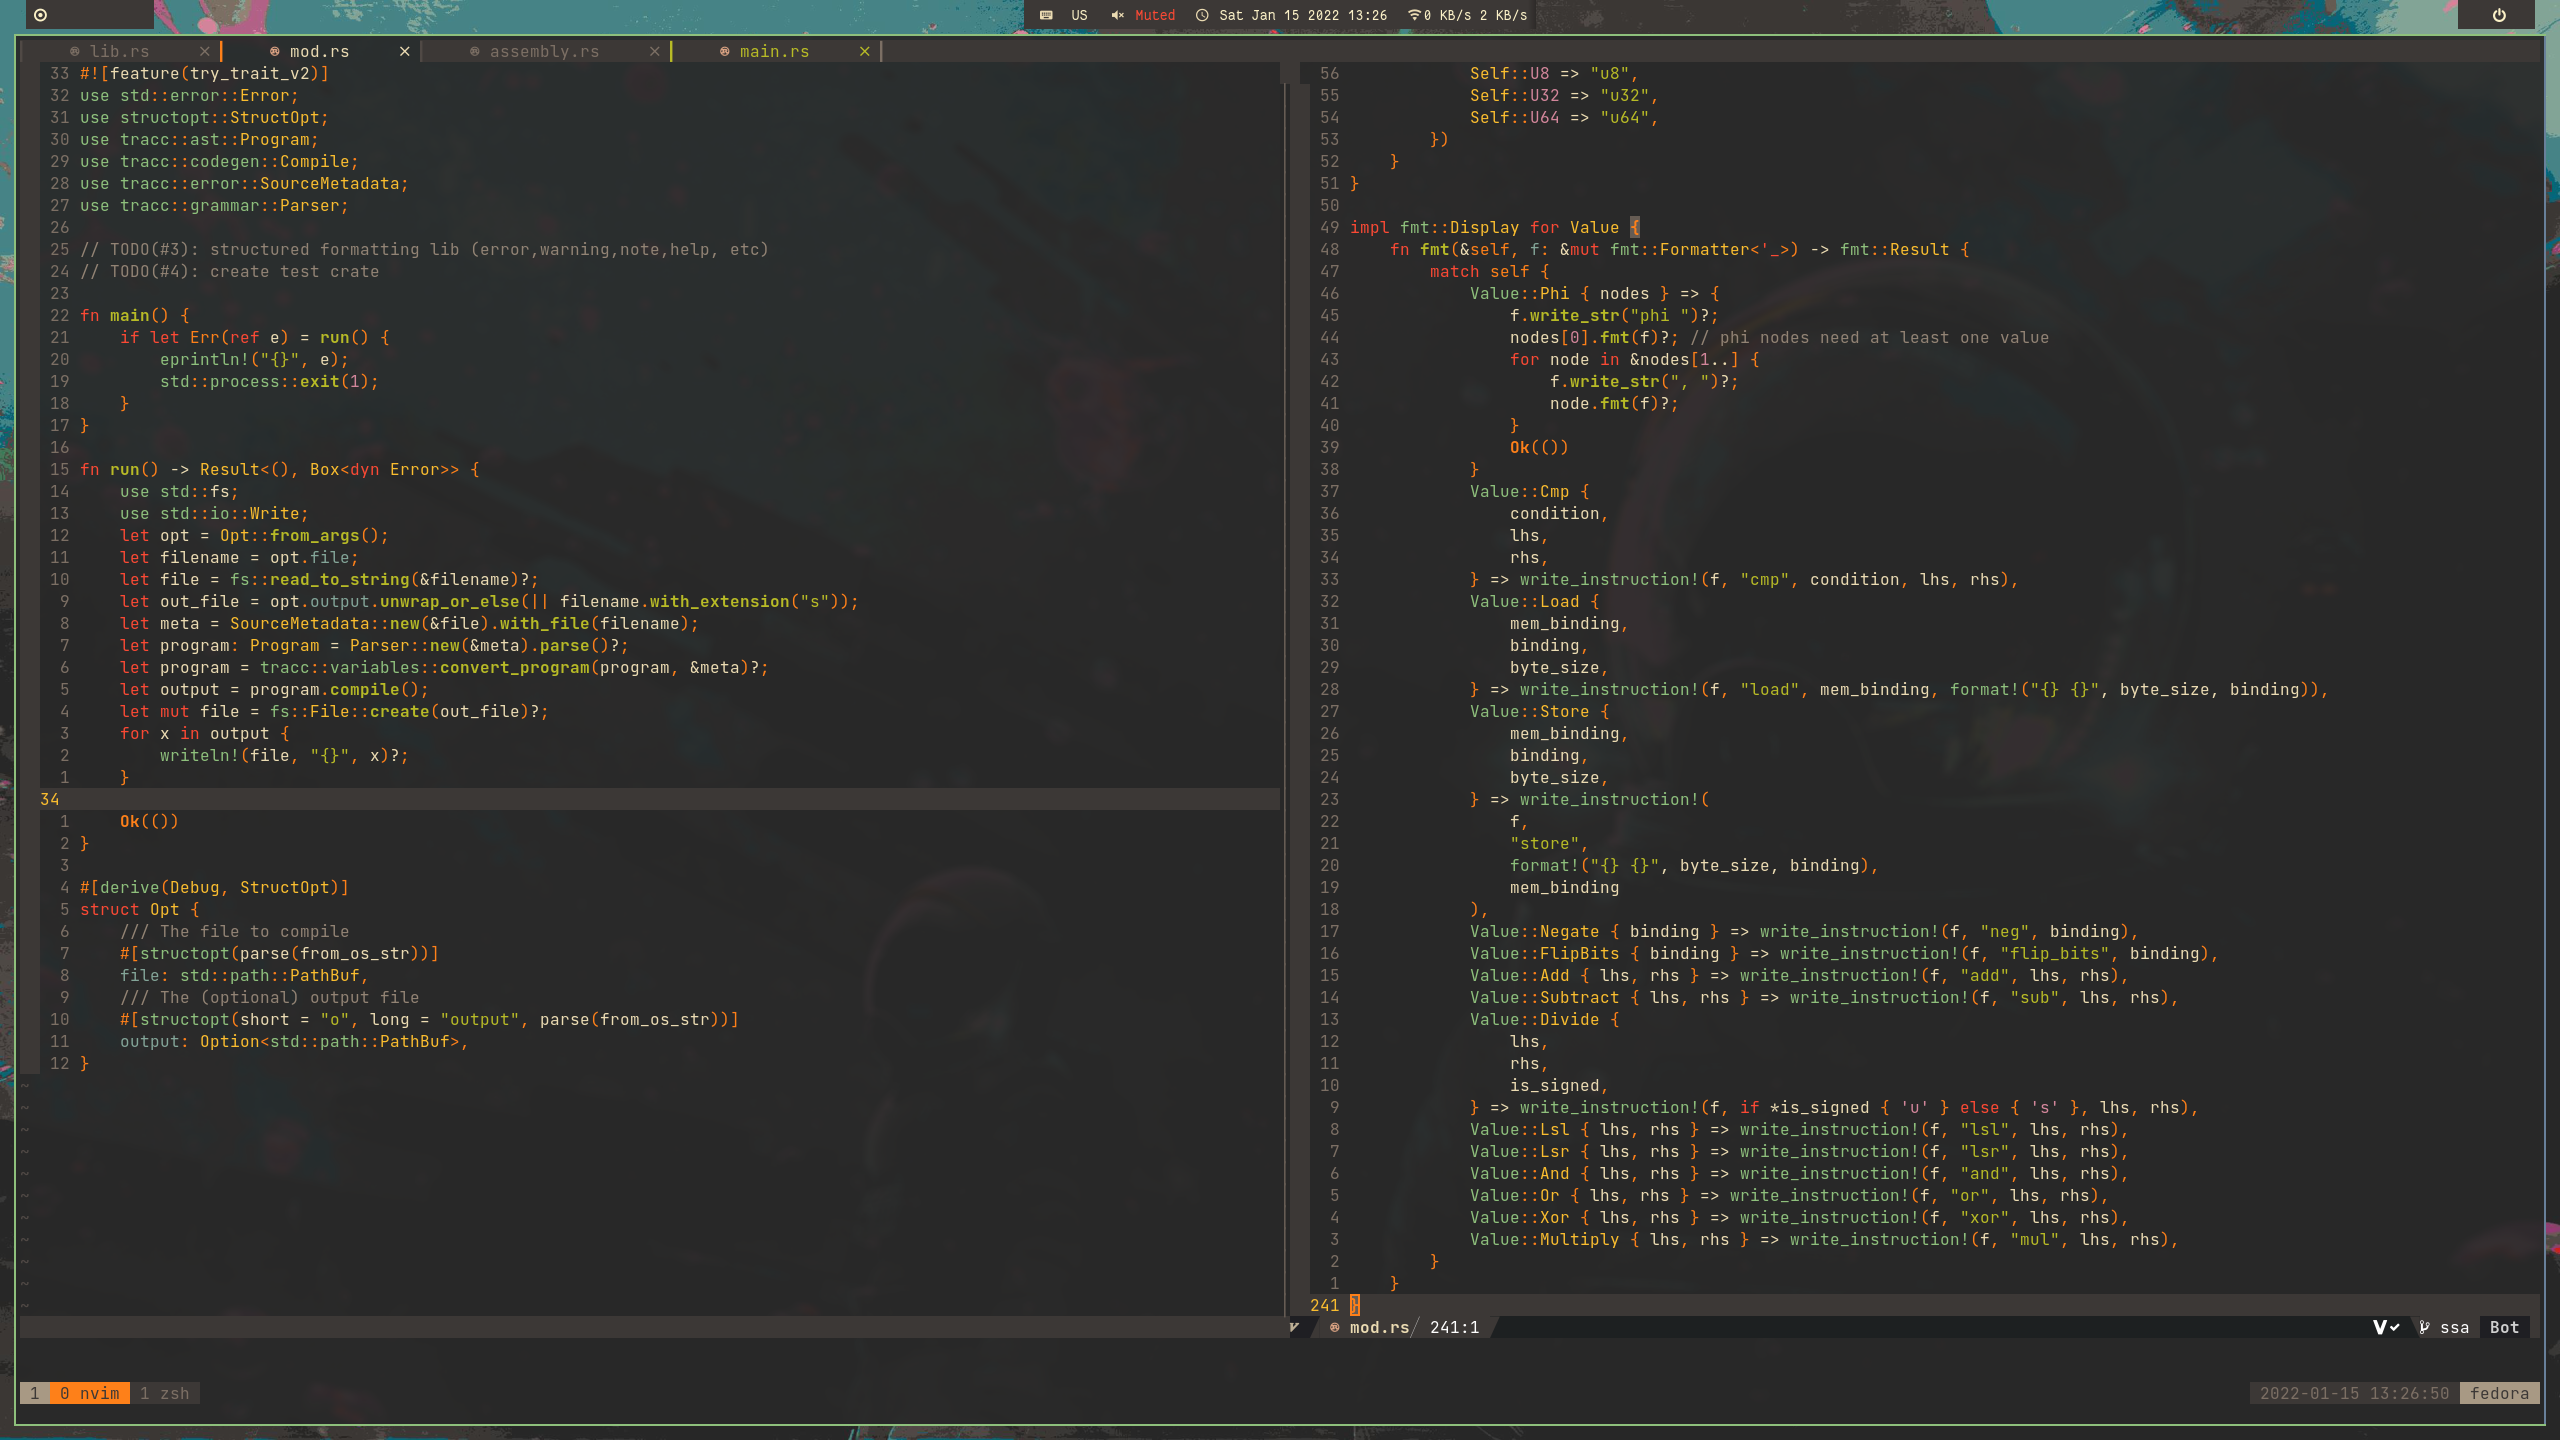 US Muted Sat Jan 15 2022 13:26 0 KB/s 2 KB/s
lib.rs × mod.rs × assembly.rs × main.rs ×
33 #![feature(try_trait_v2)]
32 use std::error::Error;
31 use structopt::StructOpt;
30 use tracc::ast::Program;
29 use tracc::codegen::Compile;
28 use tracc::error::SourceMetadata;
27 use tracc::grammar::Parser;
26
25 // TODO(#3): structured formatting lib (error,warning,note,help, etc)
24 // TODO(#4): create test crate
23
22 fn main() {
21     if let Err(ref e) = run() {
20         eprintln!("{}", e);
19         std::process::exit(1);
18     }
17 }
16
15 fn run() -> Result<(), Box<dyn Error>> {
14     use std::fs;
13     use std::io::Write;
12     let opt = Opt::from_args();
11     let filename = opt.file;
10     let file = fs::read_to_string(&filename)?;
9     let out_file = opt.output.unwrap_or_else(|| filename.with_extension("s"));
8     let meta = SourceMetadata::new(&file).with_file(filename);
7     let program: Program = Parser::new(&meta).parse()?;
6     let program = tracc::variables::convert_program(program, &meta)?;
5     let output = program.compile();
4     let mut file = fs::File::create(out_file)?;
3     for x in output {
2         writeln!(file, "{}", x)?;
1     }
34
1     Ok(())
2 }
3
4 #[derive(Debug, StructOpt)]
5 struct Opt {
6     /// The file to compile
7     #[structopt(parse(from_os_str))]
8     file: std::path::PathBuf,
9     /// The (optional) output file
10     #[structopt(short = "o", long = "output", parse(from_os_str))]
11     output: Option<std::path::PathBuf>,
12 }
~
~
~
~
~
~
~
~
~
~
~
56             Self::U8 => "u8",
55             Self::U32 => "u32",
54             Self::U64 => "u64",
53         })
52     }
51 }
50
49 impl fmt::Display for Value {
48     fn fmt(&self, f: &mut fmt::Formatter<'_>) -> fmt::Result {
47         match self {
46             Value::Phi { nodes } => {
45                 f.write_str("phi ")?;
44                 nodes[0].fmt(f)?; // phi nodes need at least one value
43                 for node in &nodes[1..] {
42                     f.write_str(", ")?;
41                     node.fmt(f)?;
40                 }
39                 Ok(())
38             }
37             Value::Cmp {
36                 condition,
35                 lhs,
34                 rhs,
33             } => write_instruction!(f, "cmp", condition, lhs, rhs),
32             Value::Load {
31                 mem_binding,
30                 binding,
29                 byte_size,
28             } => write_instruction!(f, "load", mem_binding, format!("{} {}", byte_size, binding)),
27             Value::Store {
26                 mem_binding,
25                 binding,
24                 byte_size,
23             } => write_instruction!(
22                 f,
21                 "store",
20                 format!("{} {}", byte_size, binding),
19                 mem_binding
18             ),
17             Value::Negate { binding } => write_instruction!(f, "neg", binding),
16             Value::FlipBits { binding } => write_instruction!(f, "flip_bits", binding),
15             Value::Add { lhs, rhs } => write_instruction!(f, "add", lhs, rhs),
14             Value::Subtract { lhs, rhs } => write_instruction!(f, "sub", lhs, rhs),
13             Value::Divide {
12                 lhs,
11                 rhs,
10                 is_signed,
9             } => write_instruction!(f, if *is_signed { 'u' } else { 's' }, lhs, rhs),
8             Value::Lsl { lhs, rhs } => write_instruction!(f, "lsl", lhs, rhs),
7             Value::Lsr { lhs, rhs } => write_instruction!(f, "lsr", lhs, rhs),
6             Value::And { lhs, rhs } => write_instruction!(f, "and", lhs, rhs),
5             Value::Or { lhs, rhs } => write_instruction!(f, "or", lhs, rhs),
4             Value::Xor { lhs, rhs } => write_instruction!(f, "xor", lhs, rhs),
3             Value::Multiply { lhs, rhs } => write_instruction!(f, "mul", lhs, rhs),
2         }
1     }
241 }
mod.rs 241:1 V ssa Bot
1 0 nvim 1 zsh 2022-01-15 13:26:50 fedora